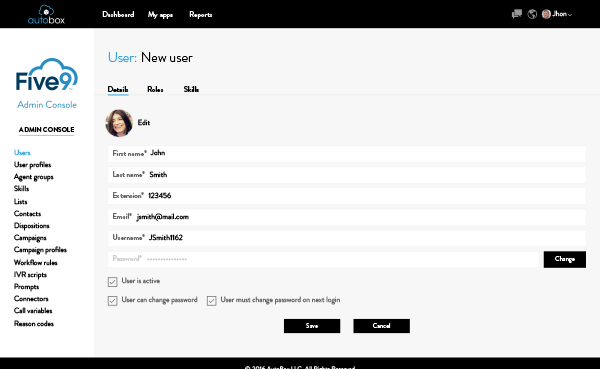 autobox
Dashboard My apps Reports Jhon
Five9
Admin Console
ADMIN CONSOLE
Users
User profiles
Agent groups
Skills
Lists
Contacts
Dispositions
Campaigns
Campaign profiles
Workflow rules
IVR scripts
Prompts
Connectors
Call variables
Reason codes
User: New user
Details Roles Skills
Edit
First name* John
Last name* Smith
Extension* 123456
Email* jsmith@mail.com
Username* JSmith1162
Password* ---------------
Change
User is active
User can change password User must change password on next login
Save Cancel
© 2016 AutoBox LLC. All Rights Reserved